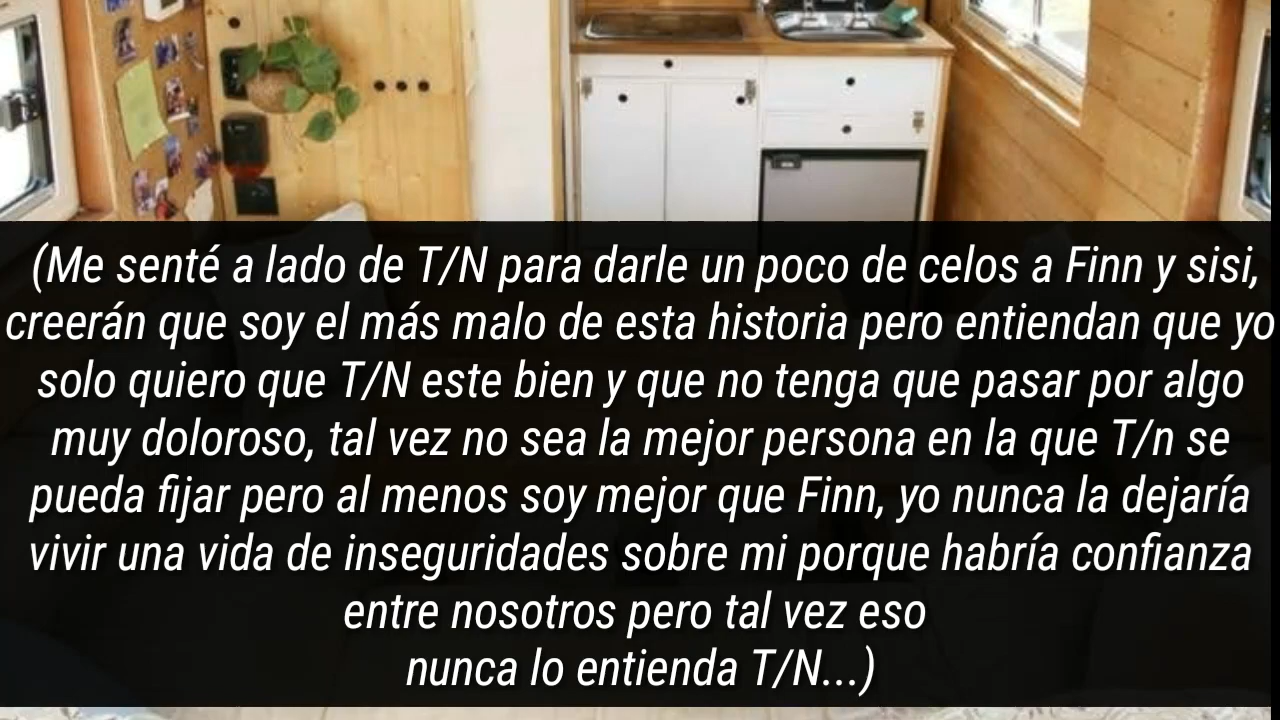 (Me senté a lado de T/N para darle un poco de celos a Finn y sisi,
creerán que soy el más malo de esta historia pero entiendan que yo
solo quiero que T/N este bien y que no tenga que pasar por algo
muy doloroso, tal vez no sea la mejor persona en la que T/n se
pueda fijar pero al menos soy mejor que Finn, yo nunca la dejaría
vivir una vida de inseguridades sobre mi porque habría confianza
entre nosotros pero tal vez eso
nunca lo entienda T/N...)